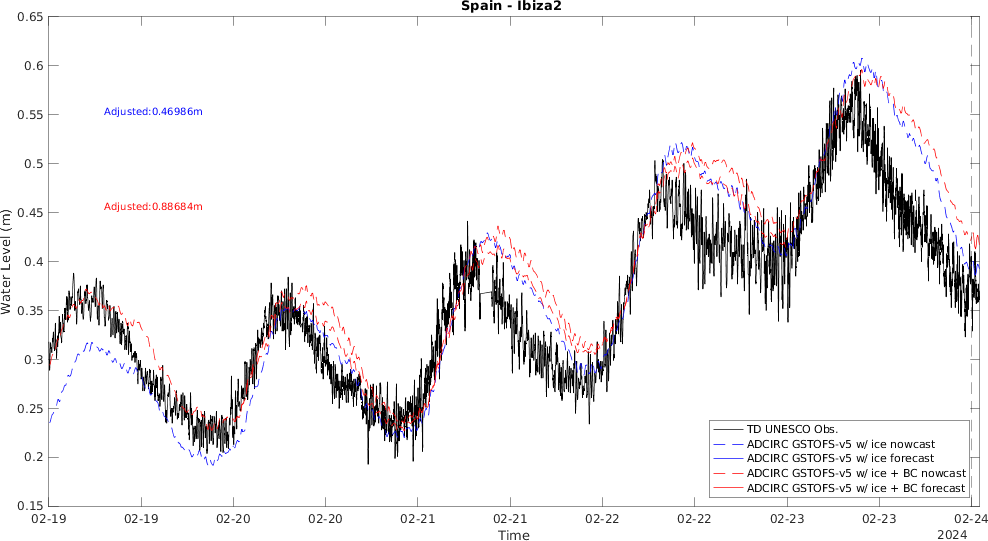 Spain - Ibiza2
0.65
0.6
0.55
0.5
0.45
0.4
0.35
0.3
0.25
0.2
0.15
Water Level (m)
Adjusted:0.46986m
Adjusted:0.88684m
TD UNESCO Obs.
ADCIRC GSTOFS-v5 w/ ice nowcast
ADCIRC GSTOFS-v5 w/ ice forecast
ADCIRC GSTOFS-v5 w/ ice + BC nowcast
ADCIRC GSTOFS-v5 w/ ice + BC forecast
02-19 02-19 02-20 02-20 02-21 02-21 02-22 02-22 02-23 02-23 02-24
Time
2024